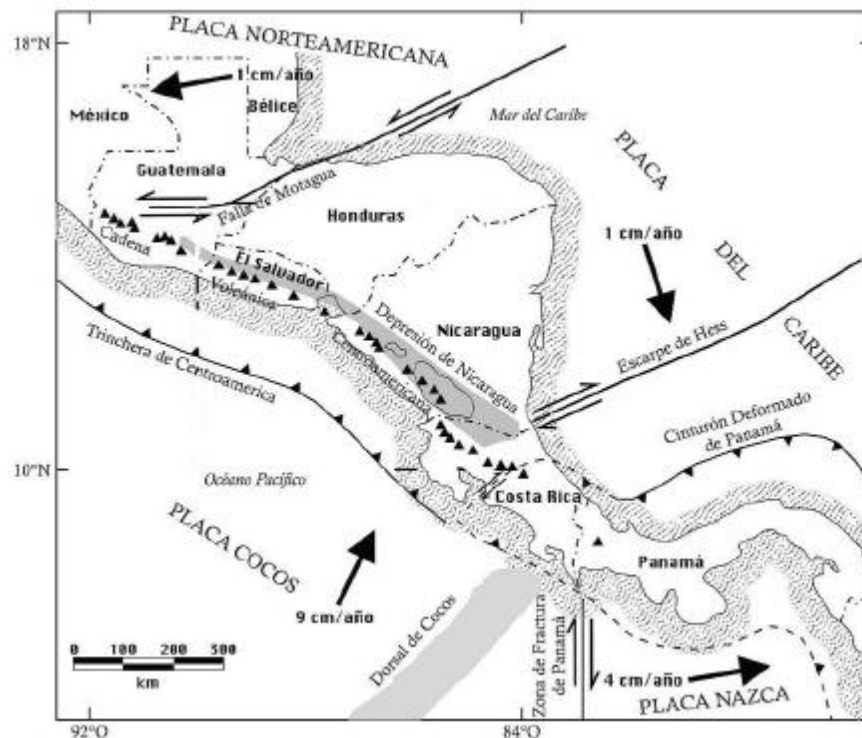 18°N
PLACA NORTEAMERICANA
1 cm/año
Bélice
México
Mar del Caribe
Guatemala
PLACA
DEL
CARIBE
Falla de Motagua
Honduras
1 cm/año
Cadena
Volcánica
Centroamericana
El Salvador
Depresión de Nicaragua
Nicaragua
Escarpe de Hess
Trinchera de Centroamerica
Cinturón Deformado
de Panamá
10°N
Océano Pacífico
Costa Rica
PLACA COCOS
Panamá
9 cm/año
Dorsal de Cocos
Zona de Fractura
de Panamá
4 cm/año
PLACA NAZCA
0 100 200 300
km
92°O
84°O